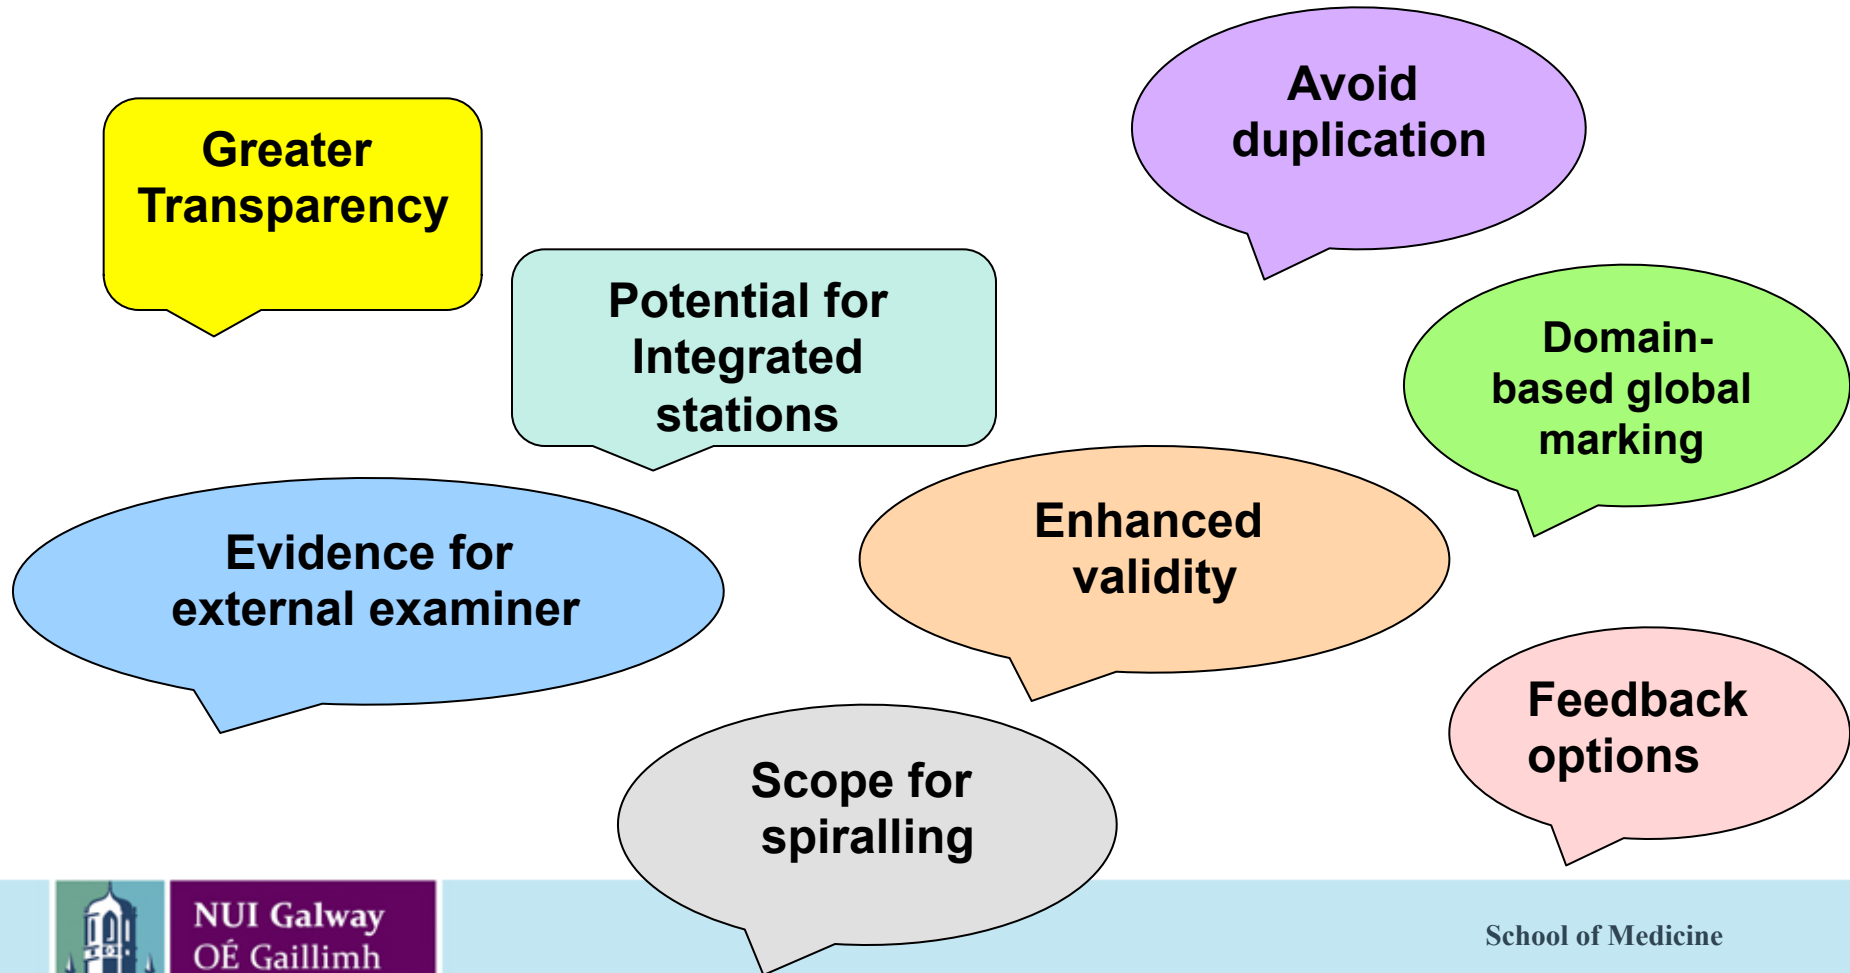 Greater
Transparency
Avoid
duplication
Potential for
Integrated
stations
Domain-
based global
marking
Evidence for
external examiner
Enhanced
validity
Feedback
options
Scope for
spiralling
NUI Galway
OÉ Gaillimh
School of Medicine